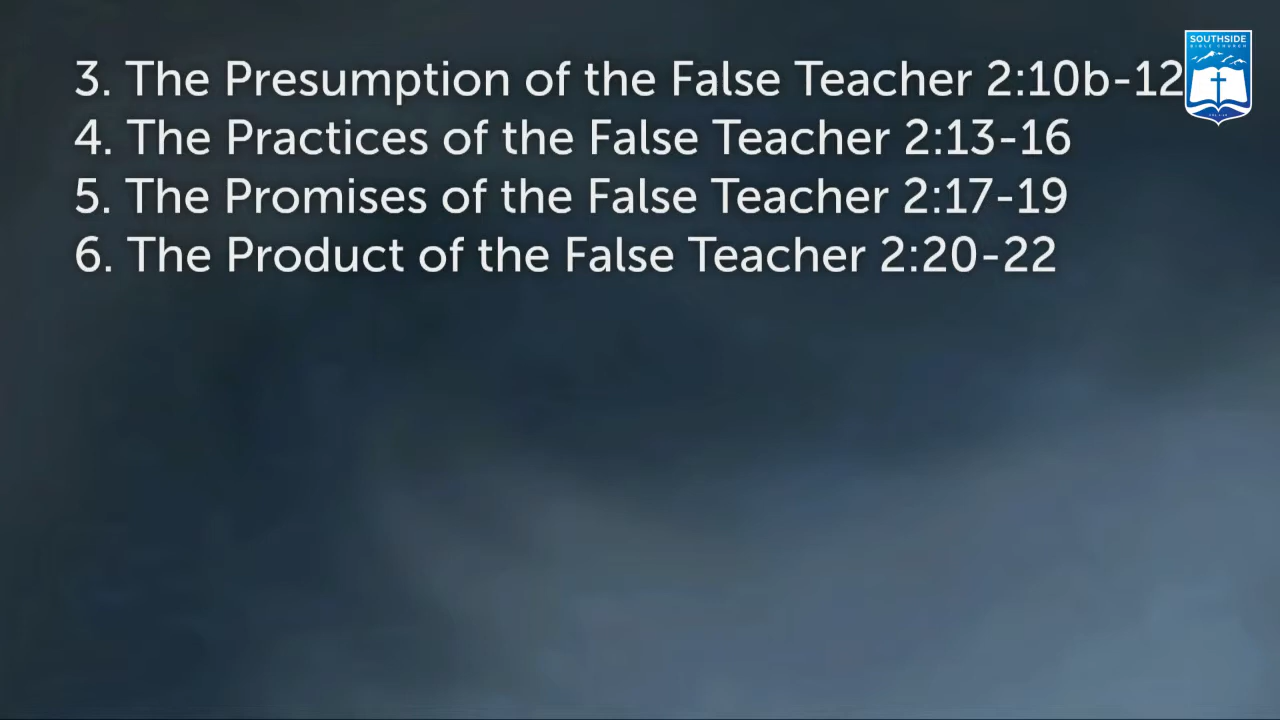 3. The Presumption of the False Teacher 2:10b-12
4. The Practices of the False Teacher 2:13-16
5. The Promises of the False Teacher 2:17-19
6. The Product of the False Teacher 2:20-22
SOUTHSIDE
BIBLE CHURCH